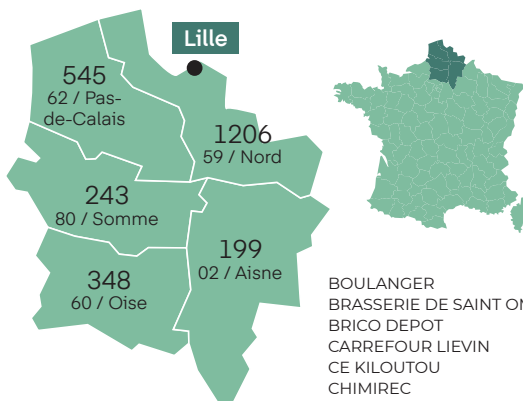 Lille
545
62 / Pas-
de-Calais
1206
59 / Nord
243
80 / Somme
199
02 / Aisne
348
60 / Oise
BOULANGER
BRASSERIE DE SAINT
BRICO DEPOT
CARREFOUR LIEVIN
CE KILOUTOU
CHIMIREC